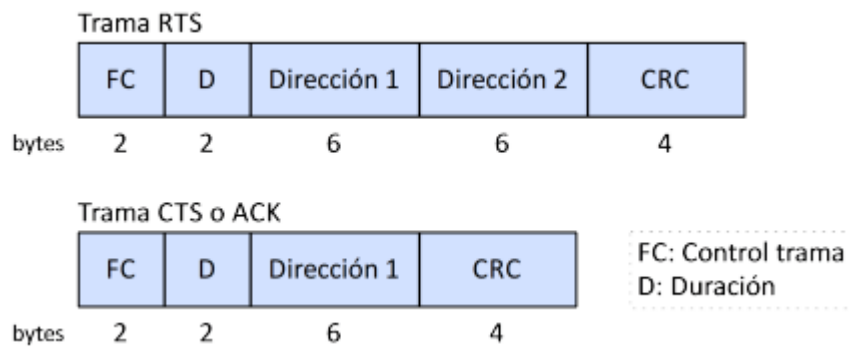 Trama RTS
FC D Dirección 1 Dirección 2 CRC
bytes 2 2 6 6 4
Trama CTS o ACK
FC D Dirección 1 CRC
bytes 2 2 6 4
FC: Control trama
D: Duración